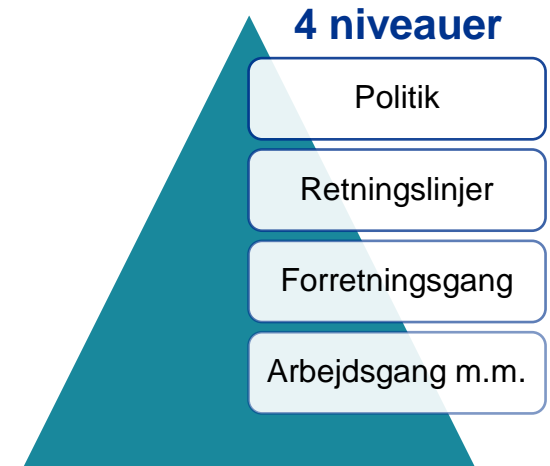 4 niveauer
Politik
Retningslinjer
Forretningsgang
Arbejdsgang m.m.